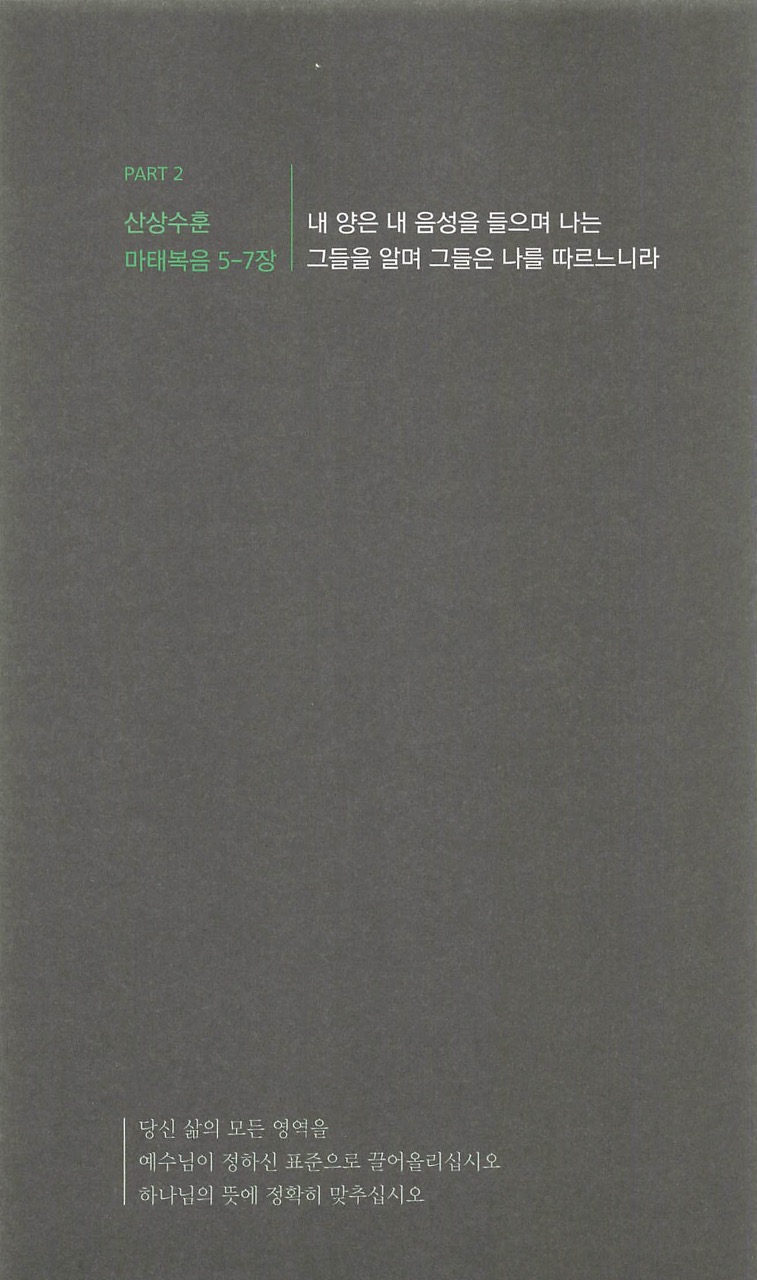 PART 2
산상수훈
마태복음 5–7장
내 양은 내 음성을 들으며 나는
그들을 알며 그들은 나를 따르느니라
당신 삶의 모든 영역을
예수님이 정하신 표준으로 끌어올리십시오
하나님의 뜻에 정확히 맞추십시오